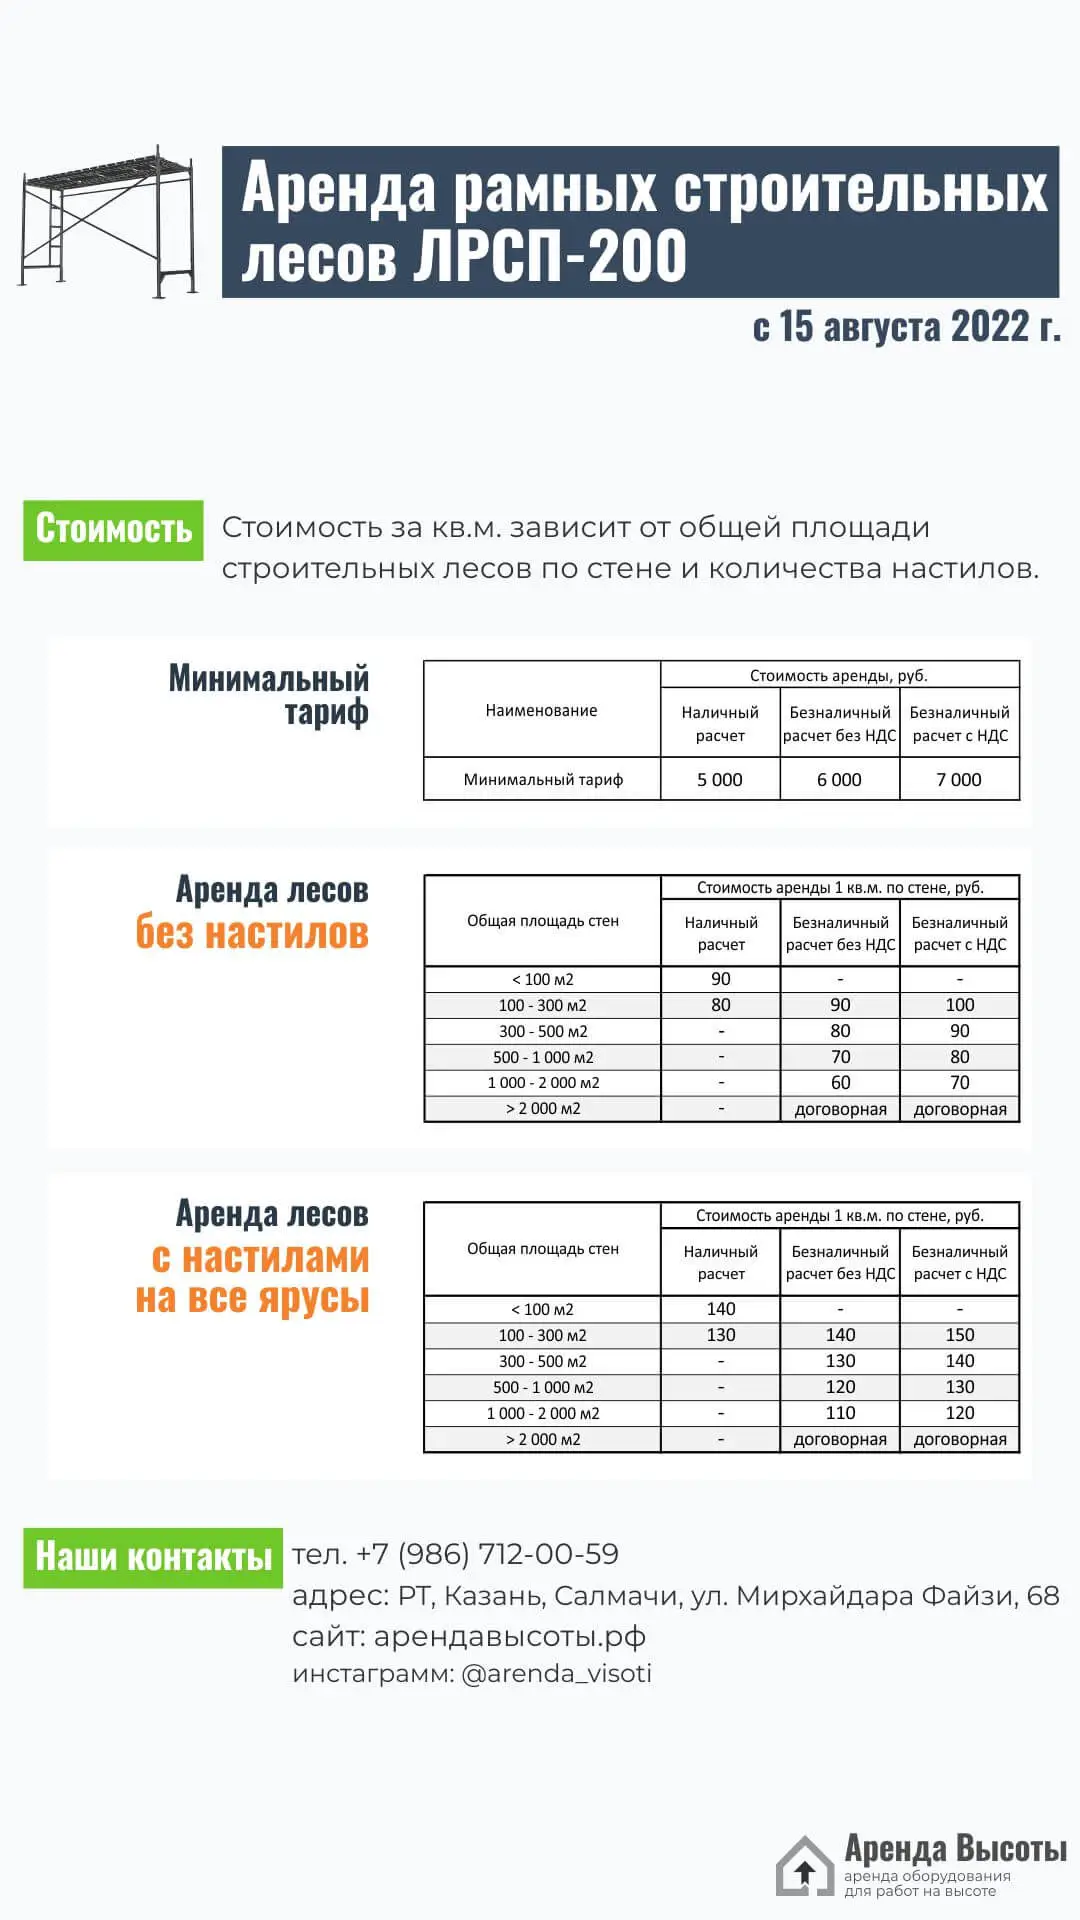 Аренда рамных строительных
лесов ЛРСП-200
с 15 августа 2022 г.
Стоимость
Стоимость за кв.м. зависит от общей площади
строительных лесов по стене и количества настилов.
Минимальный
тариф
Наименование
Стоимость аренды, руб.
Наличный расчет
Безналичный расчет без НДС
Безналичный расчет с НДС
Минимальный тариф 5 000 6 000 7 000
Аренда лесов
без настилов
Общая площадь стен
Стоимость аренды 1 кв.м. по стене, руб.
Наличный расчет
Безналичный расчет без НДС
Безналичный расчет с НДС
< 100 м2 90 - -
100 - 300 м2 80 90 100
300 - 500 м2 - 80 90
500 - 1 000 м2 - 70 80
1 000 - 2 000 м2 - 60 70
> 2 000 м2 - договорная договорная
Аренда лесов
с настилами
на все ярусы
Общая площадь стен
Стоимость аренды 1 кв.м. по стене, руб.
Наличный расчет
Безналичный расчет без НДС
Безналичный расчет с НДС
< 100 м2 140 - -
100 - 300 м2 130 140 150
300 - 500 м2 - 130 140
500 - 1 000 м2 - 120 130
1 000 - 2 000 м2 - 110 120
> 2 000 м2 - договорная договорная
Наши контакты
тел. +7 (986) 712-00-59
адрес: РТ, Казань, Салмачи, ул. Мирхайдара Файзи, 68
сайт: арендавысоты.рф
инстаграмм: @arenda_visoti
Аренда Высоты
аренда оборудования
для работ на высоте